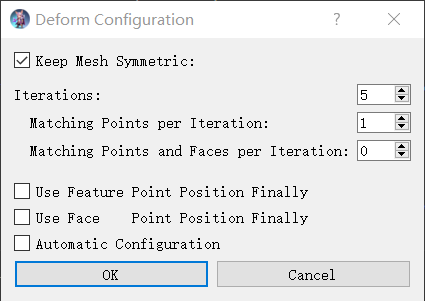 Deform Configuration
Keep Mesh Symmetric:
Iterations: 5
Matching Points per Iteration: 1
Matching Points and Faces per Iteration: 0
Use Feature Point Position Finally
Use Face Point Position Finally
Automatic Configuration
OK Cancel